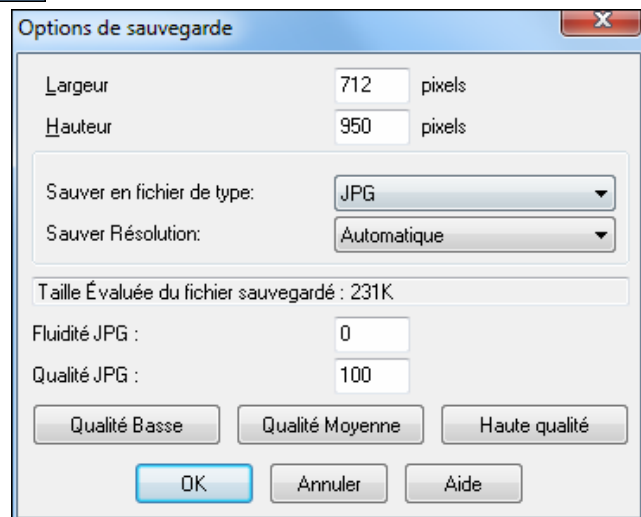 Options de sauvegarde
Largeur 712 pixels
Hauteur 950 pixels
Sauver en fichier de type: JPG
Sauver Résolution: Automatique
Taille Évaluée du fichier sauvegardé : 231K
Fluidité JPG : 0
Qualité JPG : 100
Qualité Basse Qualité Moyenne Haute qualité
OK Annuler Aide